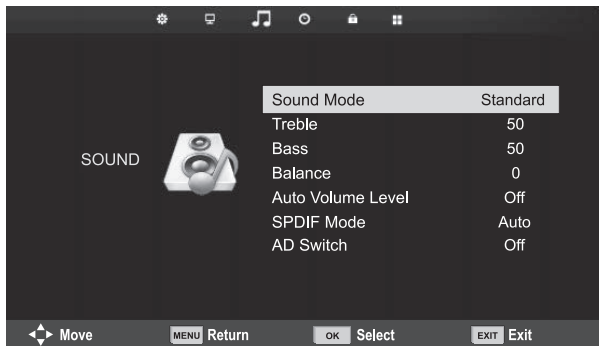 Sound Mode Standard
Treble 50
Bass 50
SOUND
Balance 0
Auto Volume Level Off
SPDIF Mode Auto
AD Switch Off
Move MENU Return OK Select EXIT Exit